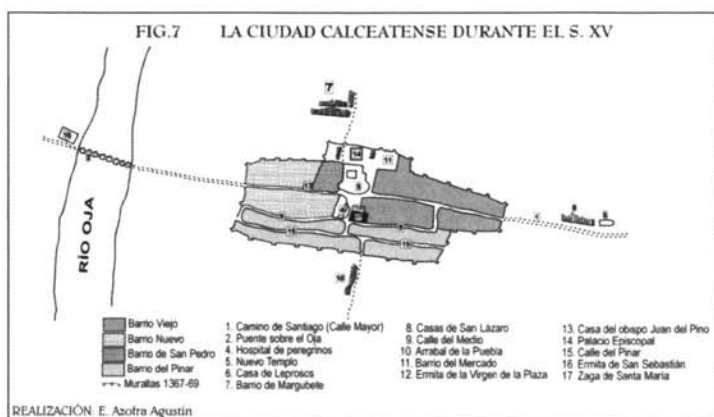 FIG.7 LA CIUDAD CALCEATENSE DURANTE EL S. XV
7
RÍO OJA
Barrio Viejo
Barrio Nuevo
Barrio de San Pedro
Barrio del Pinar
Murallas 1367-69
1. Camino de Santiago (Calle Mayor)
2. Puente sobre el Oja
4. Hospital de peregrinos
5. Nuevo Templo
6. Casa de Leprosos
7. Barrio de Margubete
8. Casas de San Lázaro
9. Calle del Medio
10. Arrabal de la Puebla
11. Barrio del Mercado
12. Ermita de la Virgen de la Plaza
13. Casa del obispo Juan del Pino
14. Palacio Episcopal
15. Calle del Pinar
16. Ermita de San Sebastián
17 Zaga de Santa María
REALIZACIÓN: E. Azofra Agustín